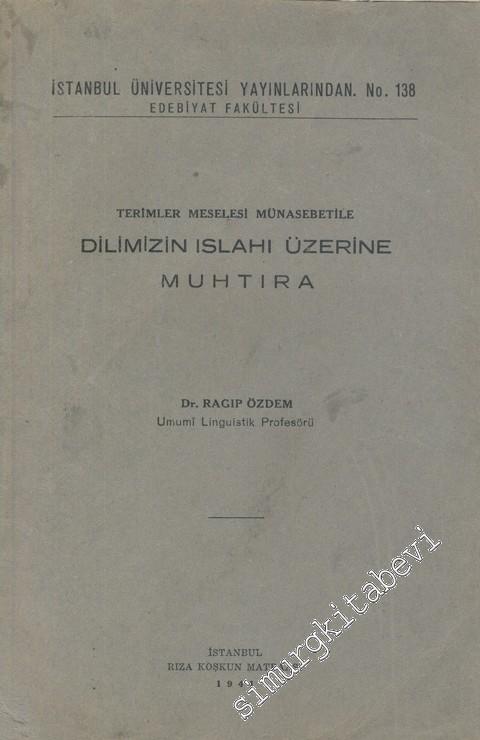 İSTANBUL ÜNİVERSİTESİ YAYINLARINDAN. No. 138
EDEBİYAT FAKÜLTESİ
TERİMLER MESELESİ MÜNASEBETİLE
DİLİMİZİN ISLAHI ÜZERİNE
MUHTIRA
Dr. RAGIP ÖZDEM
Umumî Linguistik Profesörü
İSTANBUL
RIZA KOŞKUN
simurgkitabevi